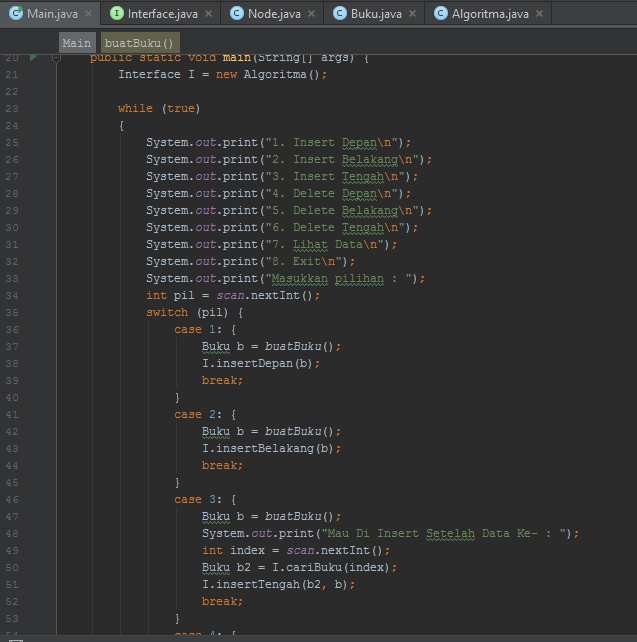 Main.java × Interface.java × Node.java × Buku.java × Algoritma.java ×
Main buatBuku()
20 public static void main(String[] args) {
21 Interface I = new Algoritma();
22
23 while (true)
24 {
25 System.out.print("1. Insert Depan\n");
26 System.out.print("2. Insert Belakang\n");
27 System.out.print("3. Insert Tengah\n");
28 System.out.print("4. Delete Depan\n");
29 System.out.print("5. Delete Belakang\n");
30 System.out.print("6. Delete Tengah\n");
31 System.out.print("7. Lihat Data\n");
32 System.out.print("8. Exit\n");
33 System.out.print("Masukkan pilihan : ");
34 int pil = scan.nextInt();
35 switch (pil) {
36 case 1: {
37 Buku b = buatBuku();
38 I.insertDepan(b);
39 break;
40 }
41 case 2: {
42 Buku b = buatBuku();
43 I.insertBelakang(b);
44 break;
45 }
46 case 3: {
47 Buku b = buatBuku();
48 System.out.print("Mau Di Insert Setelah Data Ke- : ");
49 int index = scan.nextInt();
50 Buku b2 = I.cariBuku(index);
51 I.insertTengah(b2, b);
52 break;
53 }
54 case 4: {